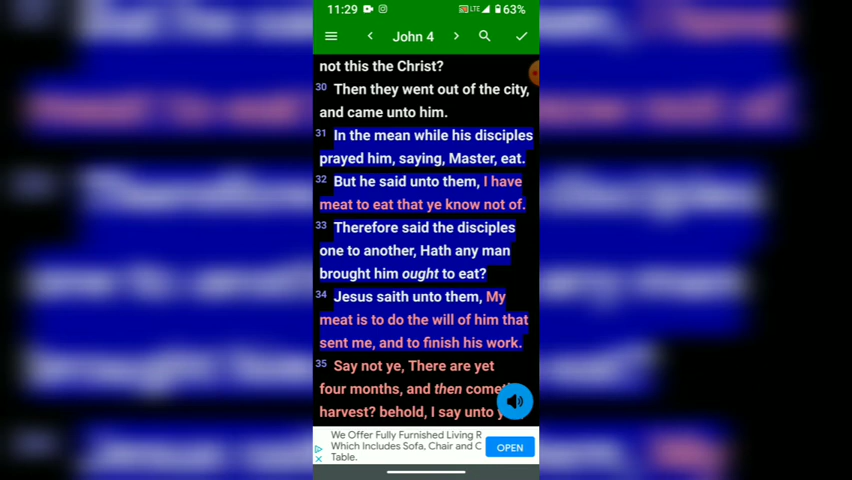 11:29 LTE 63%
John 4
not this the Christ?
30 Then they went out of the city,
and came unto him.
31 In the mean while his disciples
prayed him, saying, Master, eat.
32 But he said unto them, I have
meat to eat that ye know not of.
33 Therefore said the disciples
one to another, Hath any man
brought him ought to eat?
34 Jesus saith unto them, My
meat is to do the will of him that
sent me, and to finish his work.
35 Say not ye, There are yet
four months, and then comet
harvest? behold, I say unto y
We Offer Fully Furnished Living R
Which Includes Sofa, Chair and C
Table.
OPEN